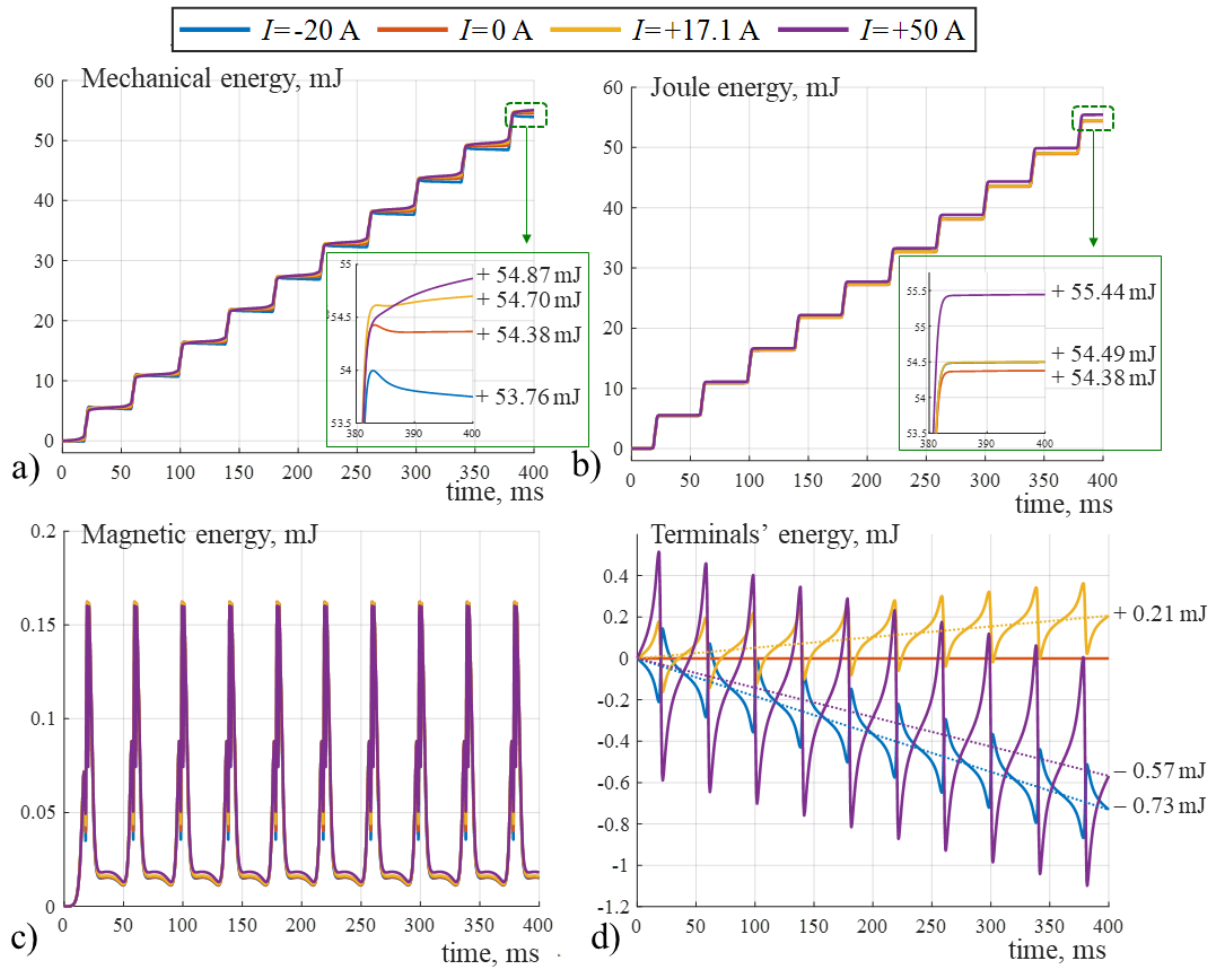 I=-20 A I=0 A I=+17.1 A I=+50 A
Mechanical energy, mJ
60
50
40
30
20
10
0
0 50 100 150 200 250 300 350 400
time, ms
a)
55
54.5
54
53.5
380 390 400
+ 54.87 mJ
+ 54.70 mJ
+ 54.38 mJ
+ 53.76 mJ
Joule energy, mJ
60
50
40
30
20
10
0
0 50 100 150 200 250 300 350 400
time, ms
b)
55.5
55
54.5
54
53.5
380 390 400
+ 55.44 mJ
+ 54.49 mJ
+ 54.38 mJ
Magnetic energy, mJ
0.2
0.15
0.1
0.05
0
0 50 100 150 200 250 300 350 400
time, ms
c)
Terminals’ energy, mJ
0.4
0.2
0
-0.2
-0.4
-0.6
-0.8
-1
-1.2
0 50 100 150 200 250 300 350 400
time, ms
d)
+ 0.21 mJ
– 0.57 mJ
– 0.73 mJ